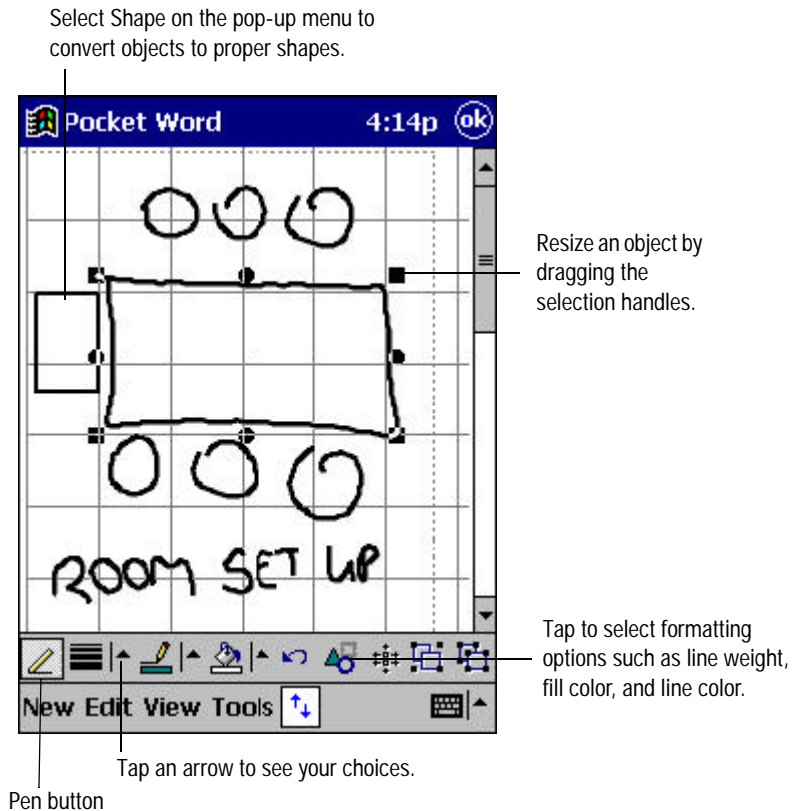 Select Shape on the pop-up menu to
convert objects to proper shapes.
Pocket Word 4:14p ok
Resize an object by
dragging the
selection handles.
ROOM SET UP
Tap to select formatting
options such as line weight,
fill color, and line color.
New Edit View Tools
Tap an arrow to see your choices.
Pen button